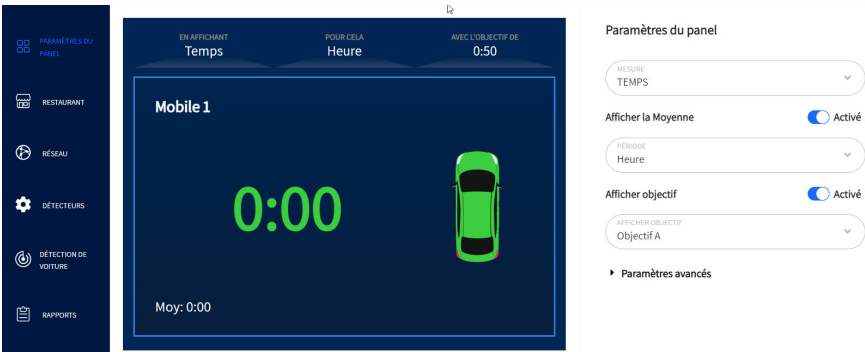 PARAMÈTRES DU
PANEL
RESTAURANT
RÉSEAU
DÉTECTEURS
DÉTECTION DE
VOITURE
RAPPORTS
EN AFFICHANT
Temps
POUR CELA
Heure
AVEC L'OBJECTIF DE
0:50
Mobile 1
0:00
Moy: 0:00
Paramètres du panel
MESURE
TEMPS
Afficher la Moyenne
Activé
PÉRIODE
Heure
Afficher objectif
Activé
AFFICHER OBJECTIF
Objectif A
Paramètres avancés